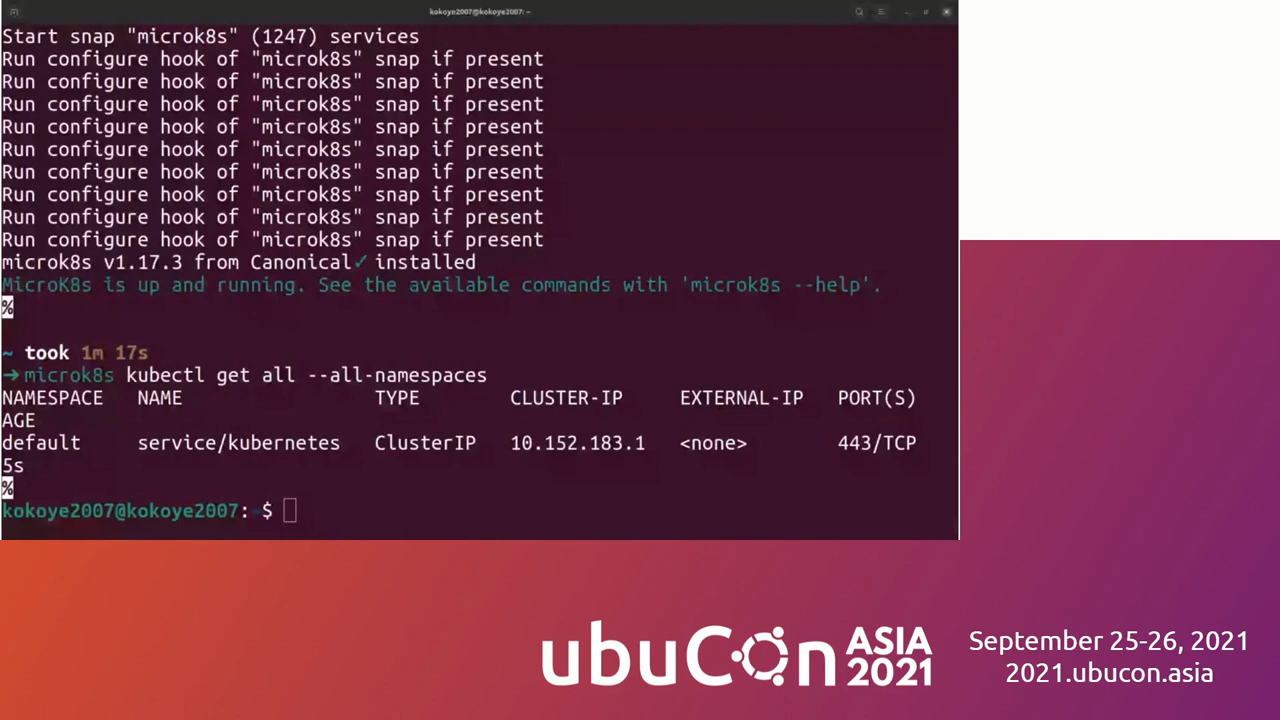 kokoye2007@kokoye2007: ~
Start snap "microk8s" (1247) services
Run configure hook of "microk8s" snap if present
Run configure hook of "microk8s" snap if present
Run configure hook of "microk8s" snap if present
Run configure hook of "microk8s" snap if present
Run configure hook of "microk8s" snap if present
Run configure hook of "microk8s" snap if present
Run configure hook of "microk8s" snap if present
Run configure hook of "microk8s" snap if present
Run configure hook of "microk8s" snap if present
microk8s v1.17.3 from Canonical✓ installed
MicroK8s is up and running. See the available commands with 'microk8s --help'.
%
~ took 1m 17s
➔ microk8s kubectl get all --all-namespaces
NAMESPACE NAME TYPE CLUSTER-IP EXTERNAL-IP PORT(S)
AGE
default service/kubernetes ClusterIP 10.152.183.1 <none> 443/TCP
5s
%
kokoye2007@kokoye2007:~$
ubuCon ASIA 2021
September 25-26, 2021
2021.ubucon.asia